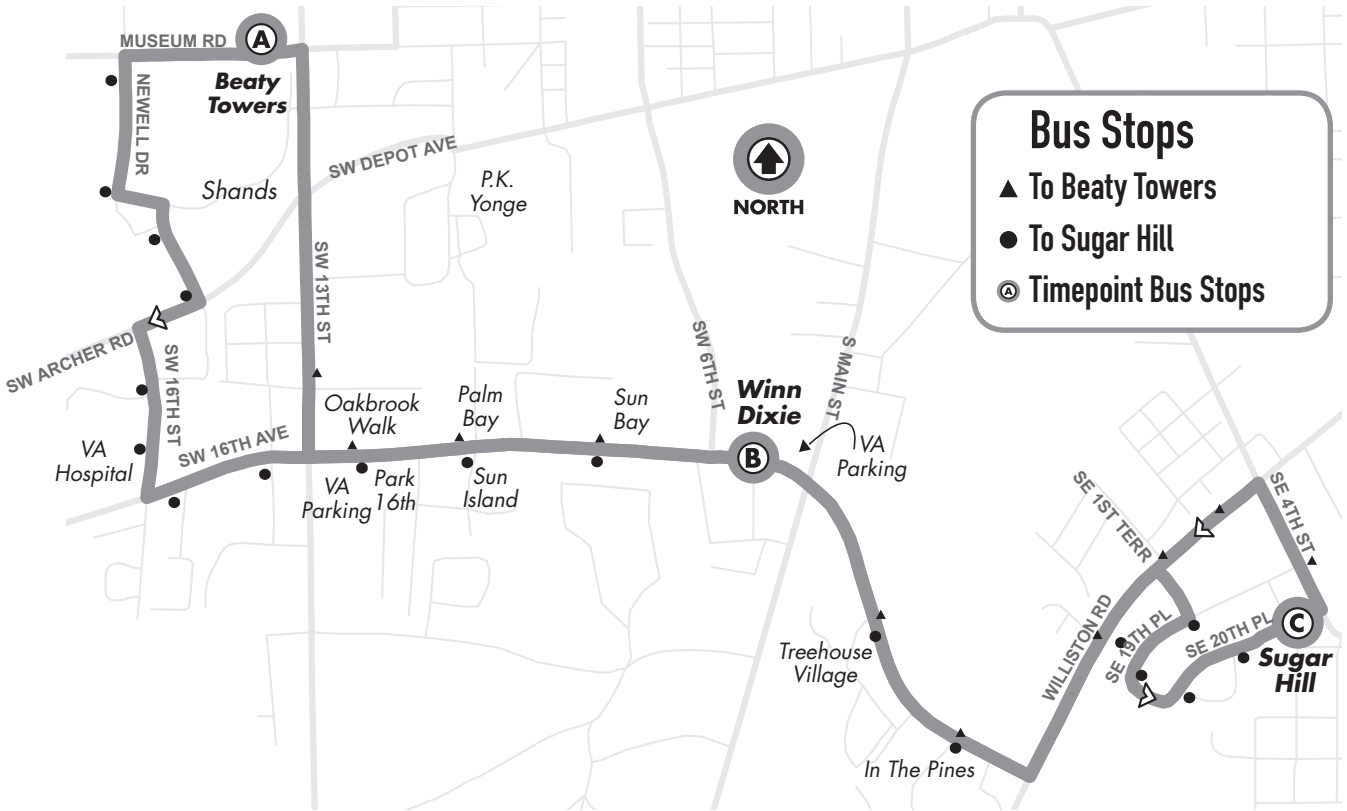 MUSEUM RD
A
Beaty
Towers
NEWELL DR
Shands
SW DEPOT AVE
P.K.
Yonge
NORTH
Bus Stops
To Beaty Towers
To Sugar Hill
A
Timepoint Bus Stops
SW 13TH ST
SW ARCHER RD
SW 16TH ST
VA
Hospital
SW 16TH AVE
Oakbrook
Walk
VA
Parking
Park
16th
Palm
Bay
Sun
Island
Sun
Bay
SW 6TH ST
Winn
Dixie
B
S MAIN ST
VA
Parking
Treehouse
Village
In The Pines
WILLISTON RD
SE 1ST TERR
SE 4TH ST
SE 19TH PL
SE 20TH PL
C
Sugar
Hill